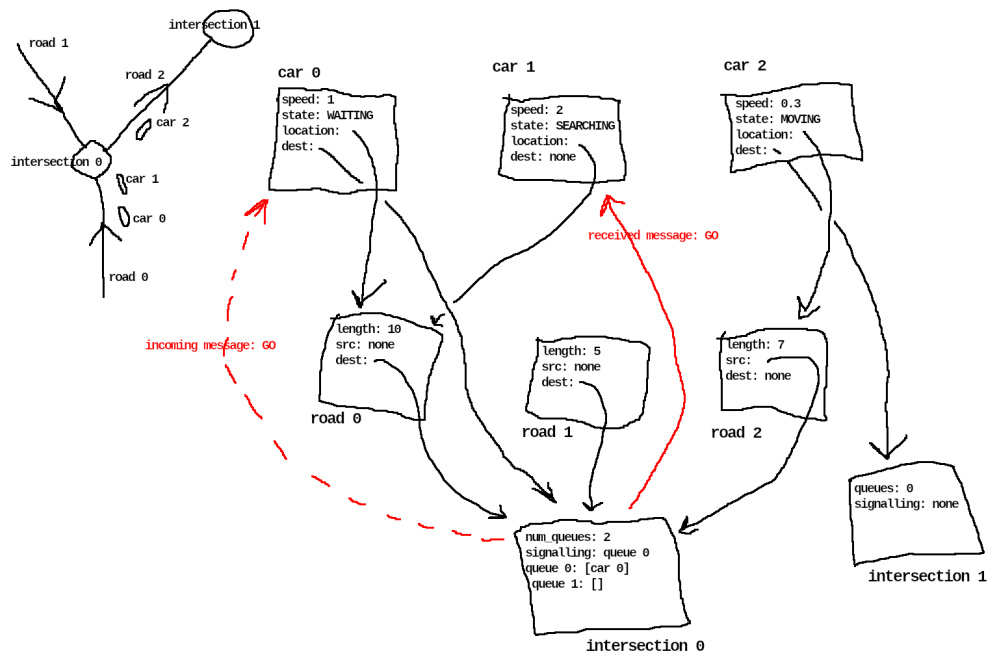 intersection 1
road 1
road 2
car 2
intersection 0
car 1
car 0
road 0
car 0
speed: 1
state: WAITING
location:
dest:
car 1
speed: 2
state: SEARCHING
location:
dest: none
car 2
speed: 0.3
state: MOVING
location:
dest:
received message: GO
incoming message: GO
length: 10
src: none
dest:
road 0
length: 5
src: none
dest:
road 1
length: 7
src:
dest: none
road 2
num_queues: 2
signalling: queue 0
queue 0: [car 0]
queue 1: []
intersection 0
queues: 0
signalling: none
intersection 1